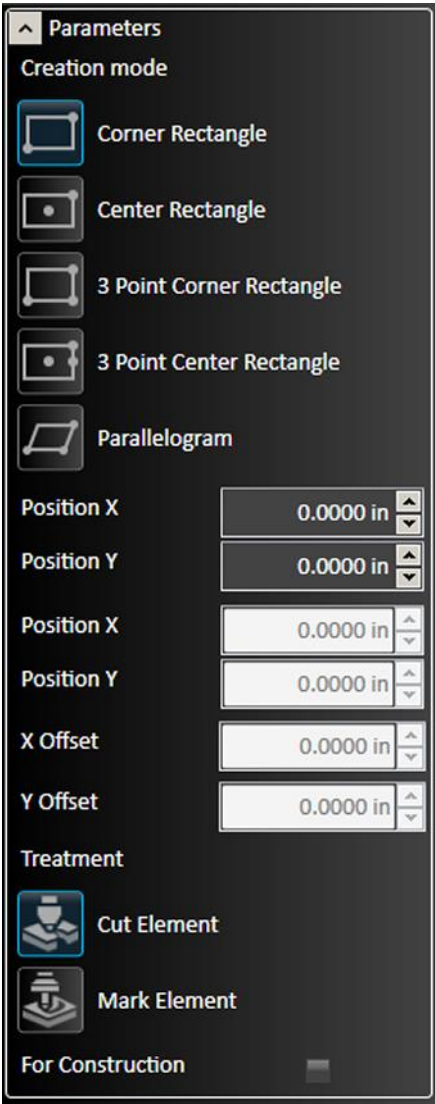 Parameters
Creation mode
Corner Rectangle
Center Rectangle
3 Point Corner Rectangle
3 Point Center Rectangle
Parallelogram
Position X 0.0000 in
Position Y 0.0000 in
Position X 0.0000 in
Position Y 0.0000 in
X Offset 0.0000 in
Y Offset 0.0000 in
Treatment
Cut Element
Mark Element
For Construction